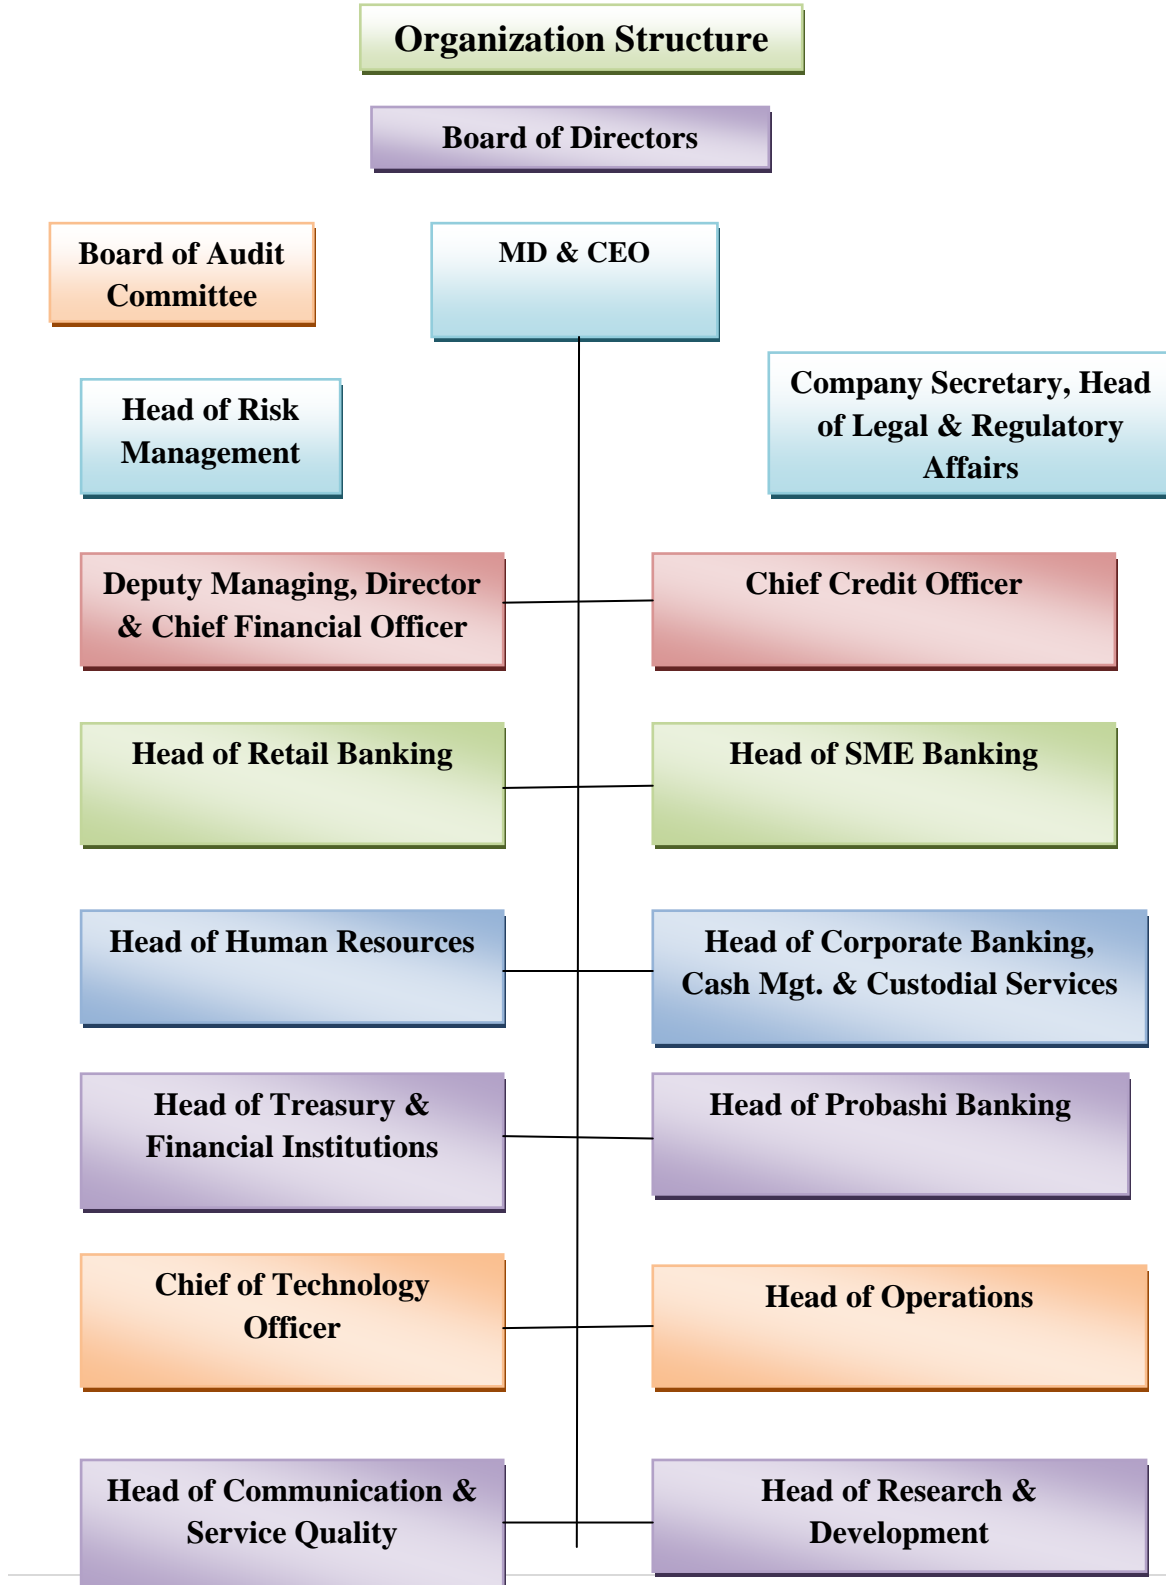 Organization Structure
Board of Directors
Board of Audit
Committee
MD & CEO
Head of Risk
Management
Company Secretary, Head
of Legal & Regulatory
Affairs
Deputy Managing, Director
& Chief Financial Officer
Chief Credit Officer
Head of Retail Banking
Head of SME Banking
Head of Human Resources
Head of Corporate Banking,
Cash Mgt. & Custodial Services
Head of Treasury &
Financial Institutions
Head of Probashi Banking
Chief of Technology
Officer
Head of Operations
Head of Communication &
Service Quality
Head of Research &
Development